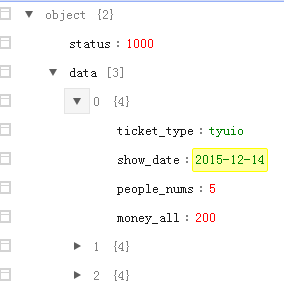 object {2}
status : 1000
data [3]
0 {4}
ticket_type : tyuio
show_date : 2015-12-14
people_nums : 5
money_all : 200
1 {4}
2 {4}